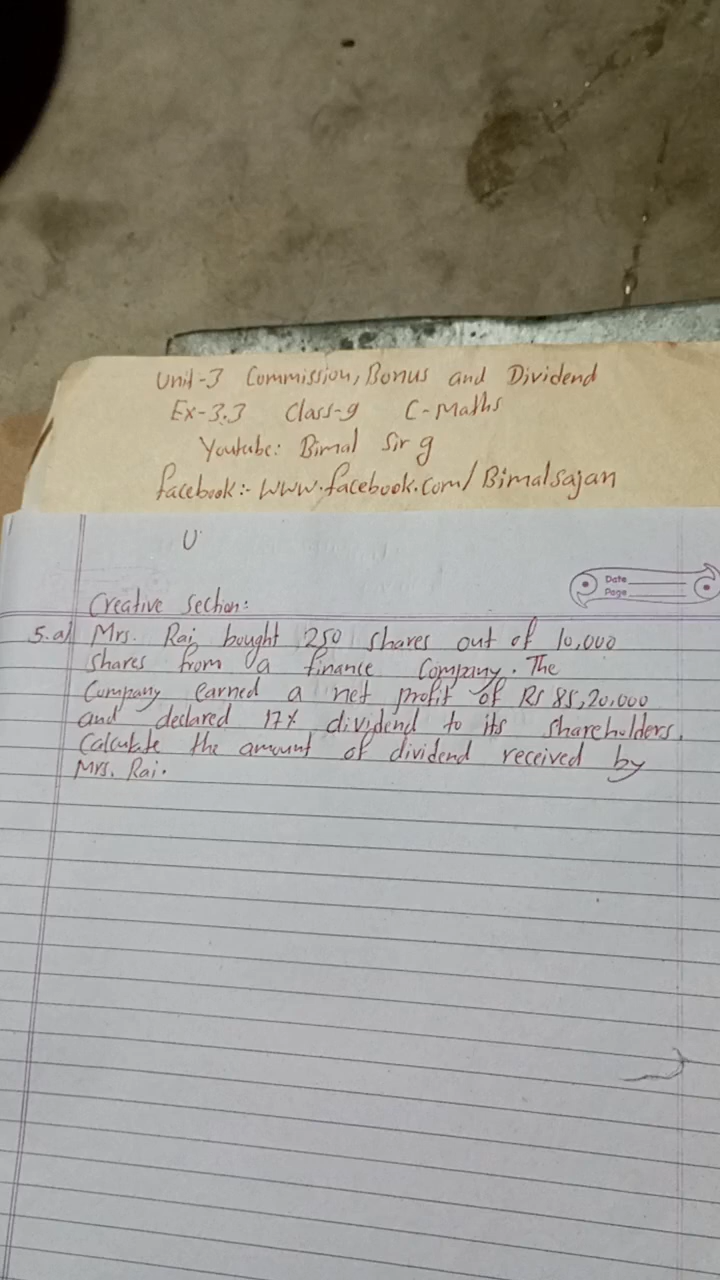 Unit-3 Commission, Bonus and Dividend
Ex-3.3 Class-9 C-Maths
Youtube: Bimal Sir g
facebook:- www.facebook.com/Bimalsajan
U
Date
Page
Creative Section:
5.a) Mrs. Rai bought 250 shares out of 10,000
shares from a finance Company. The
Company earned a net profit of RS 85,20,000
and declared 17% dividend to its shareholders.
Calculate the amount of dividend received by
Mrs. Rai.